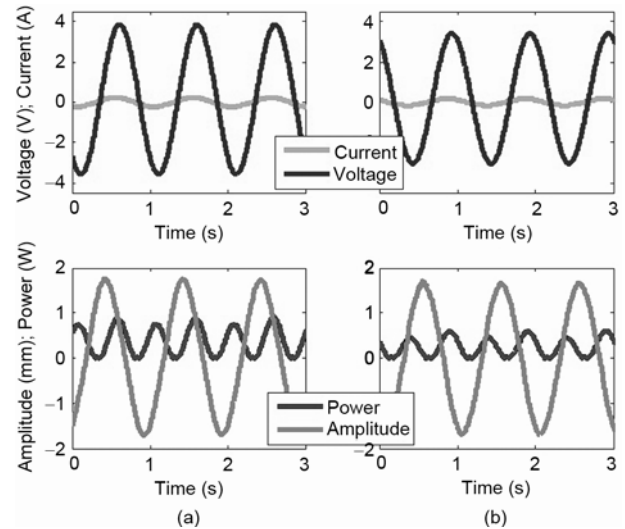 Voltage (V); Current (A)
4
2
0
−2
−4
0 1 2 3
Time (s)
4
2
0
−2
−4
0 1 2 3
Time (s)
Current
Voltage
Amplitude (mm); Power (W)
2
1
0
−1
−2
0 1 2 3
Time (s)
(a)
2
1
0
−1
−2
0 1 2 3
Time (s)
(b)
Power
Amplitude